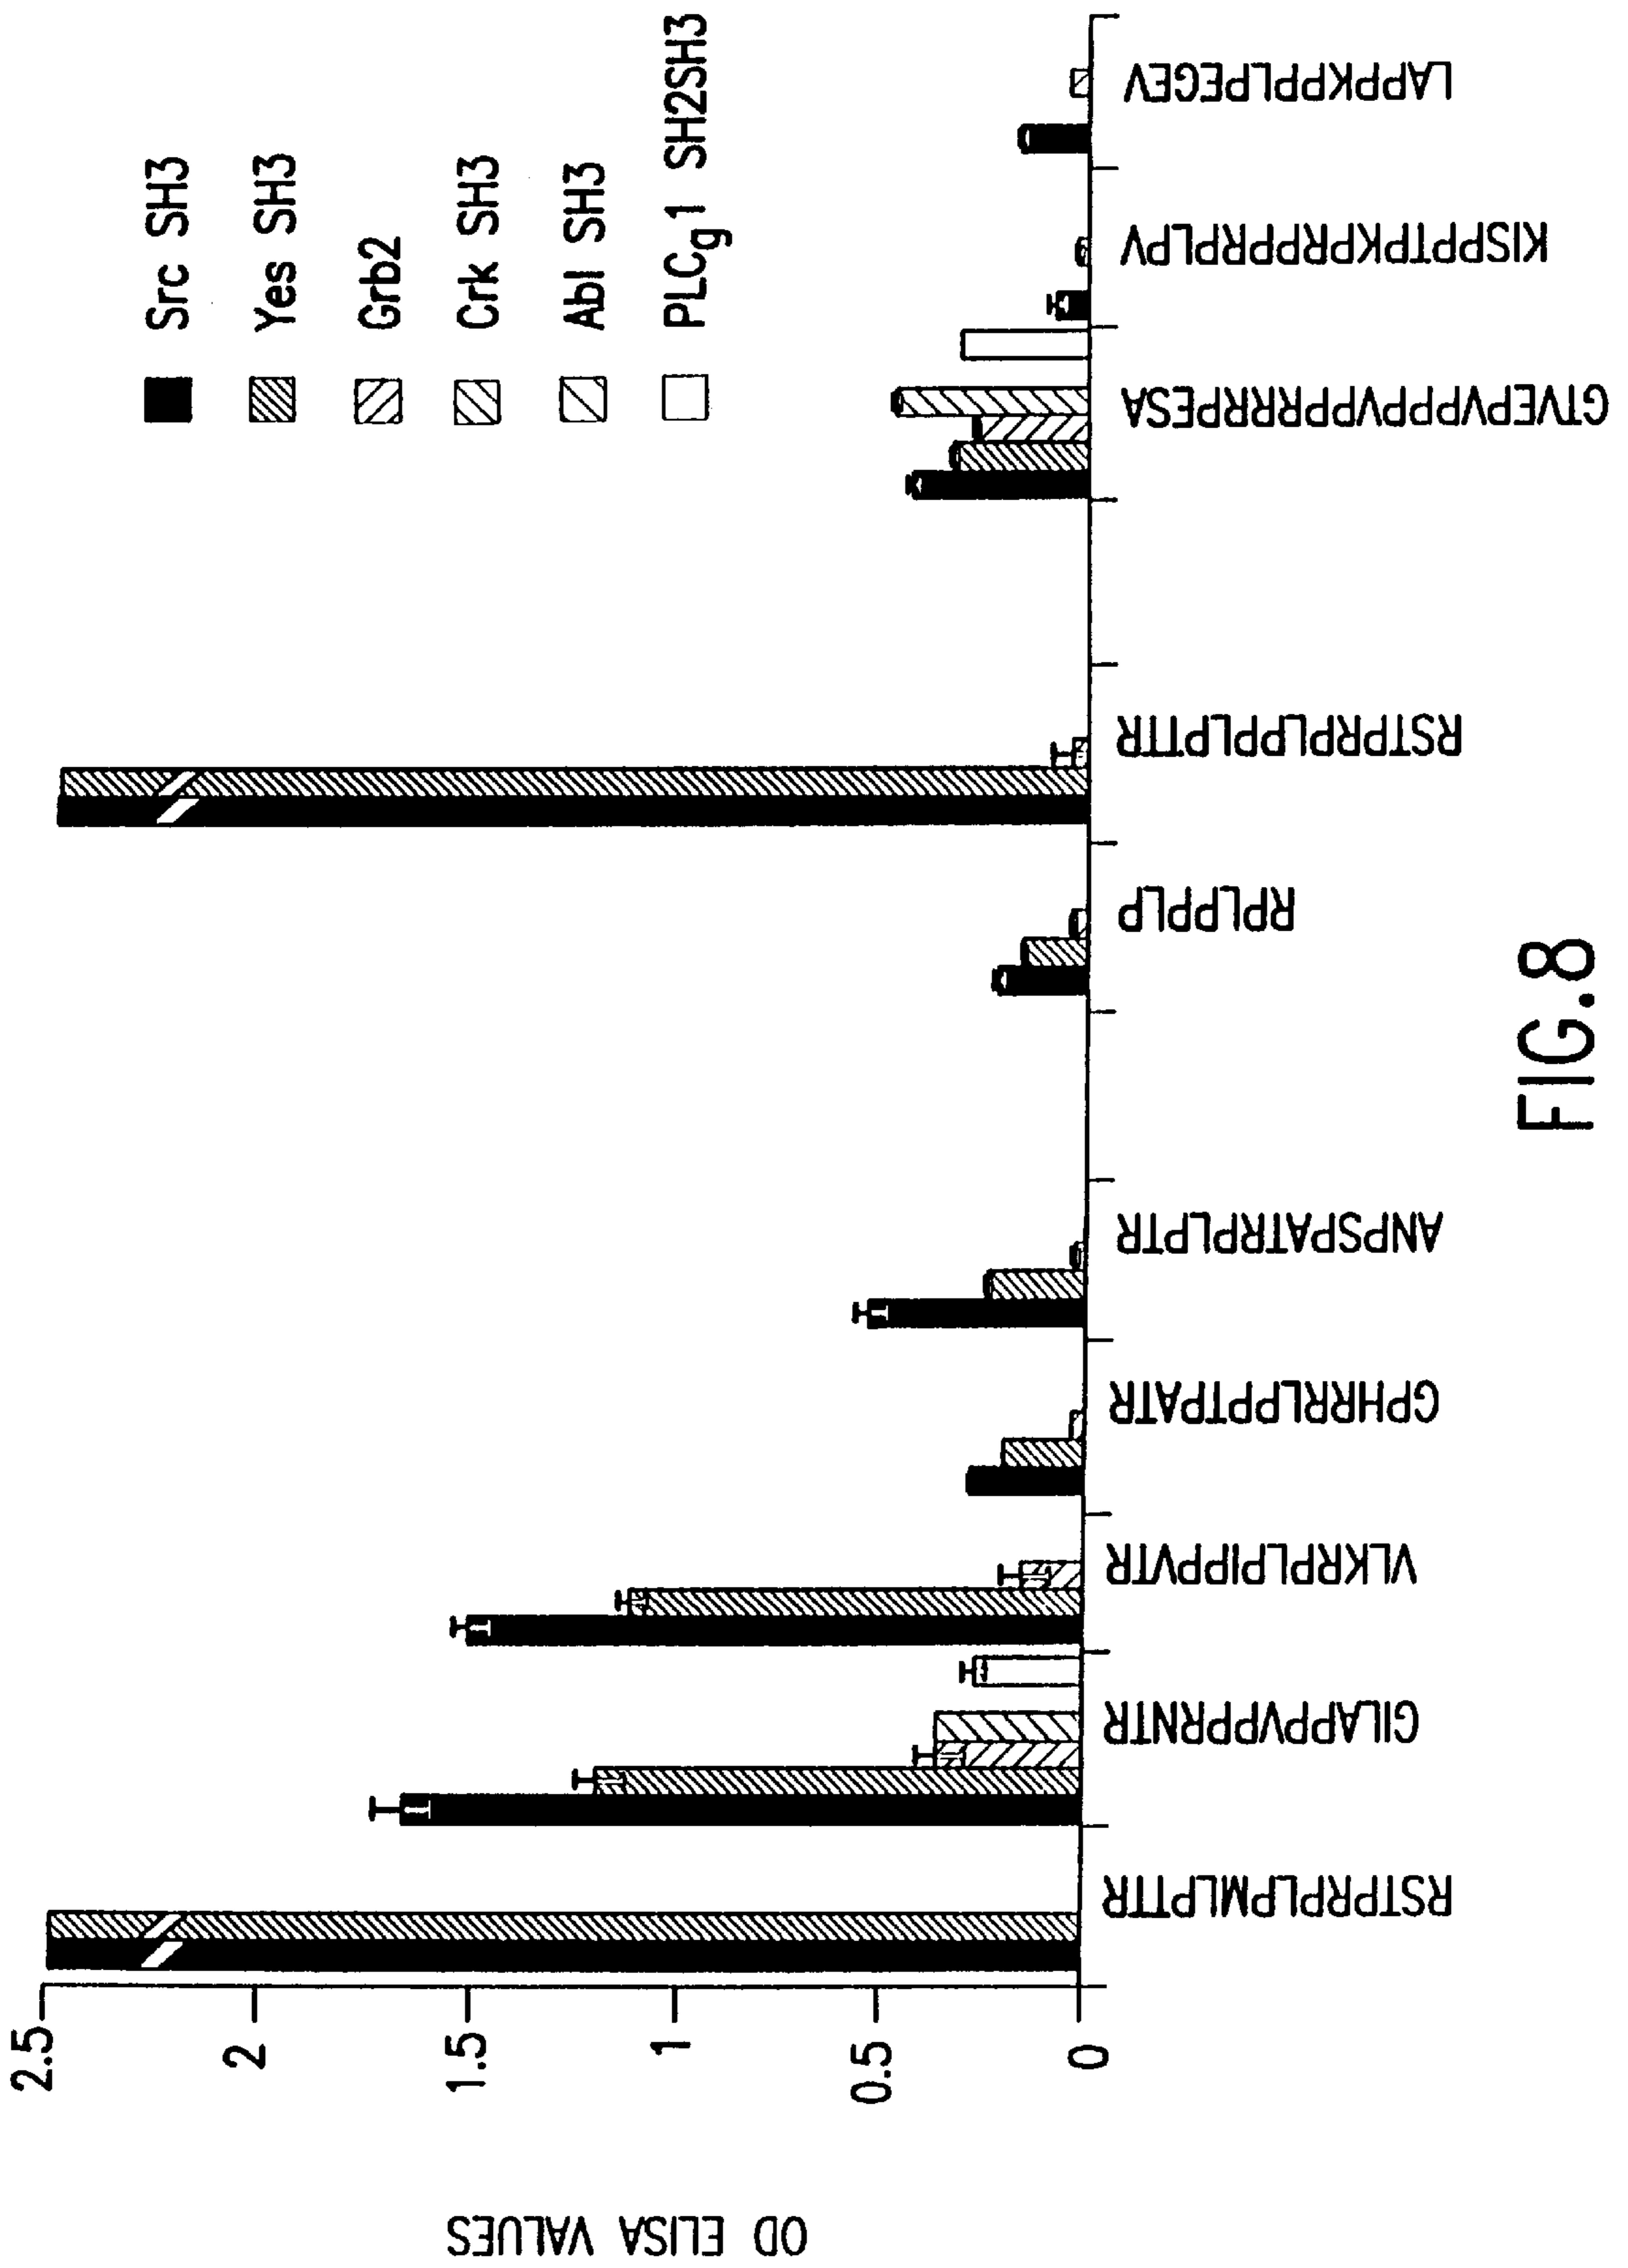 OD ELISA VALUES
2.5
2
1.5
1
0.5
0
Src SH3
Yes SH3
Grb2
Crk SH3
Abl SH3
PLCg1 SH2SH3
RSTPRPLPMLPTTR
GILAPPVPPRNTR
VLKRPLPIPPVTR
GPHRRLPPTPATR
ANPSPATRPLPTR
RPLPPLP
RSTPRPLPPLPTTR
GTVEPVPPPVPPRRRPESA
KISPPTPKPRPPRPLPV
LAPPKPPLPEGEV
FIG.8